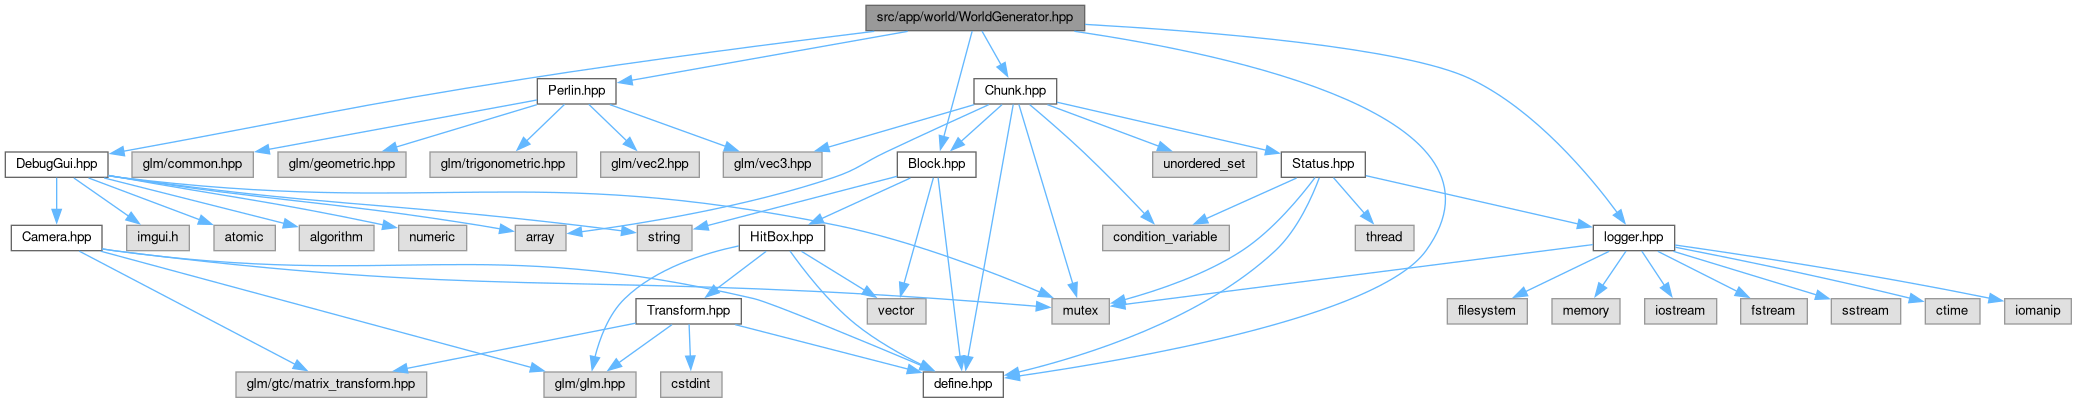 src/app/world/WorldGenerator.hpp
Perlin.hpp
Chunk.hpp
DebugGui.hpp
glm/common.hpp
glm/geometric.hpp
glm/trigonometric.hpp
glm/vec2.hpp
glm/vec3.hpp
Block.hpp
unordered_set
Status.hpp
Camera.hpp
imgui.h
atomic
algorithm
numeric
array
string
HitBox.hpp
condition_variable
thread
logger.hpp
Transform.hpp
vector
mutex
filesystem
memory
iostream
fstream
sstream
ctime
iomanip
glm/gtc/matrix_transform.hpp
glm/glm.hpp
cstdint
define.hpp